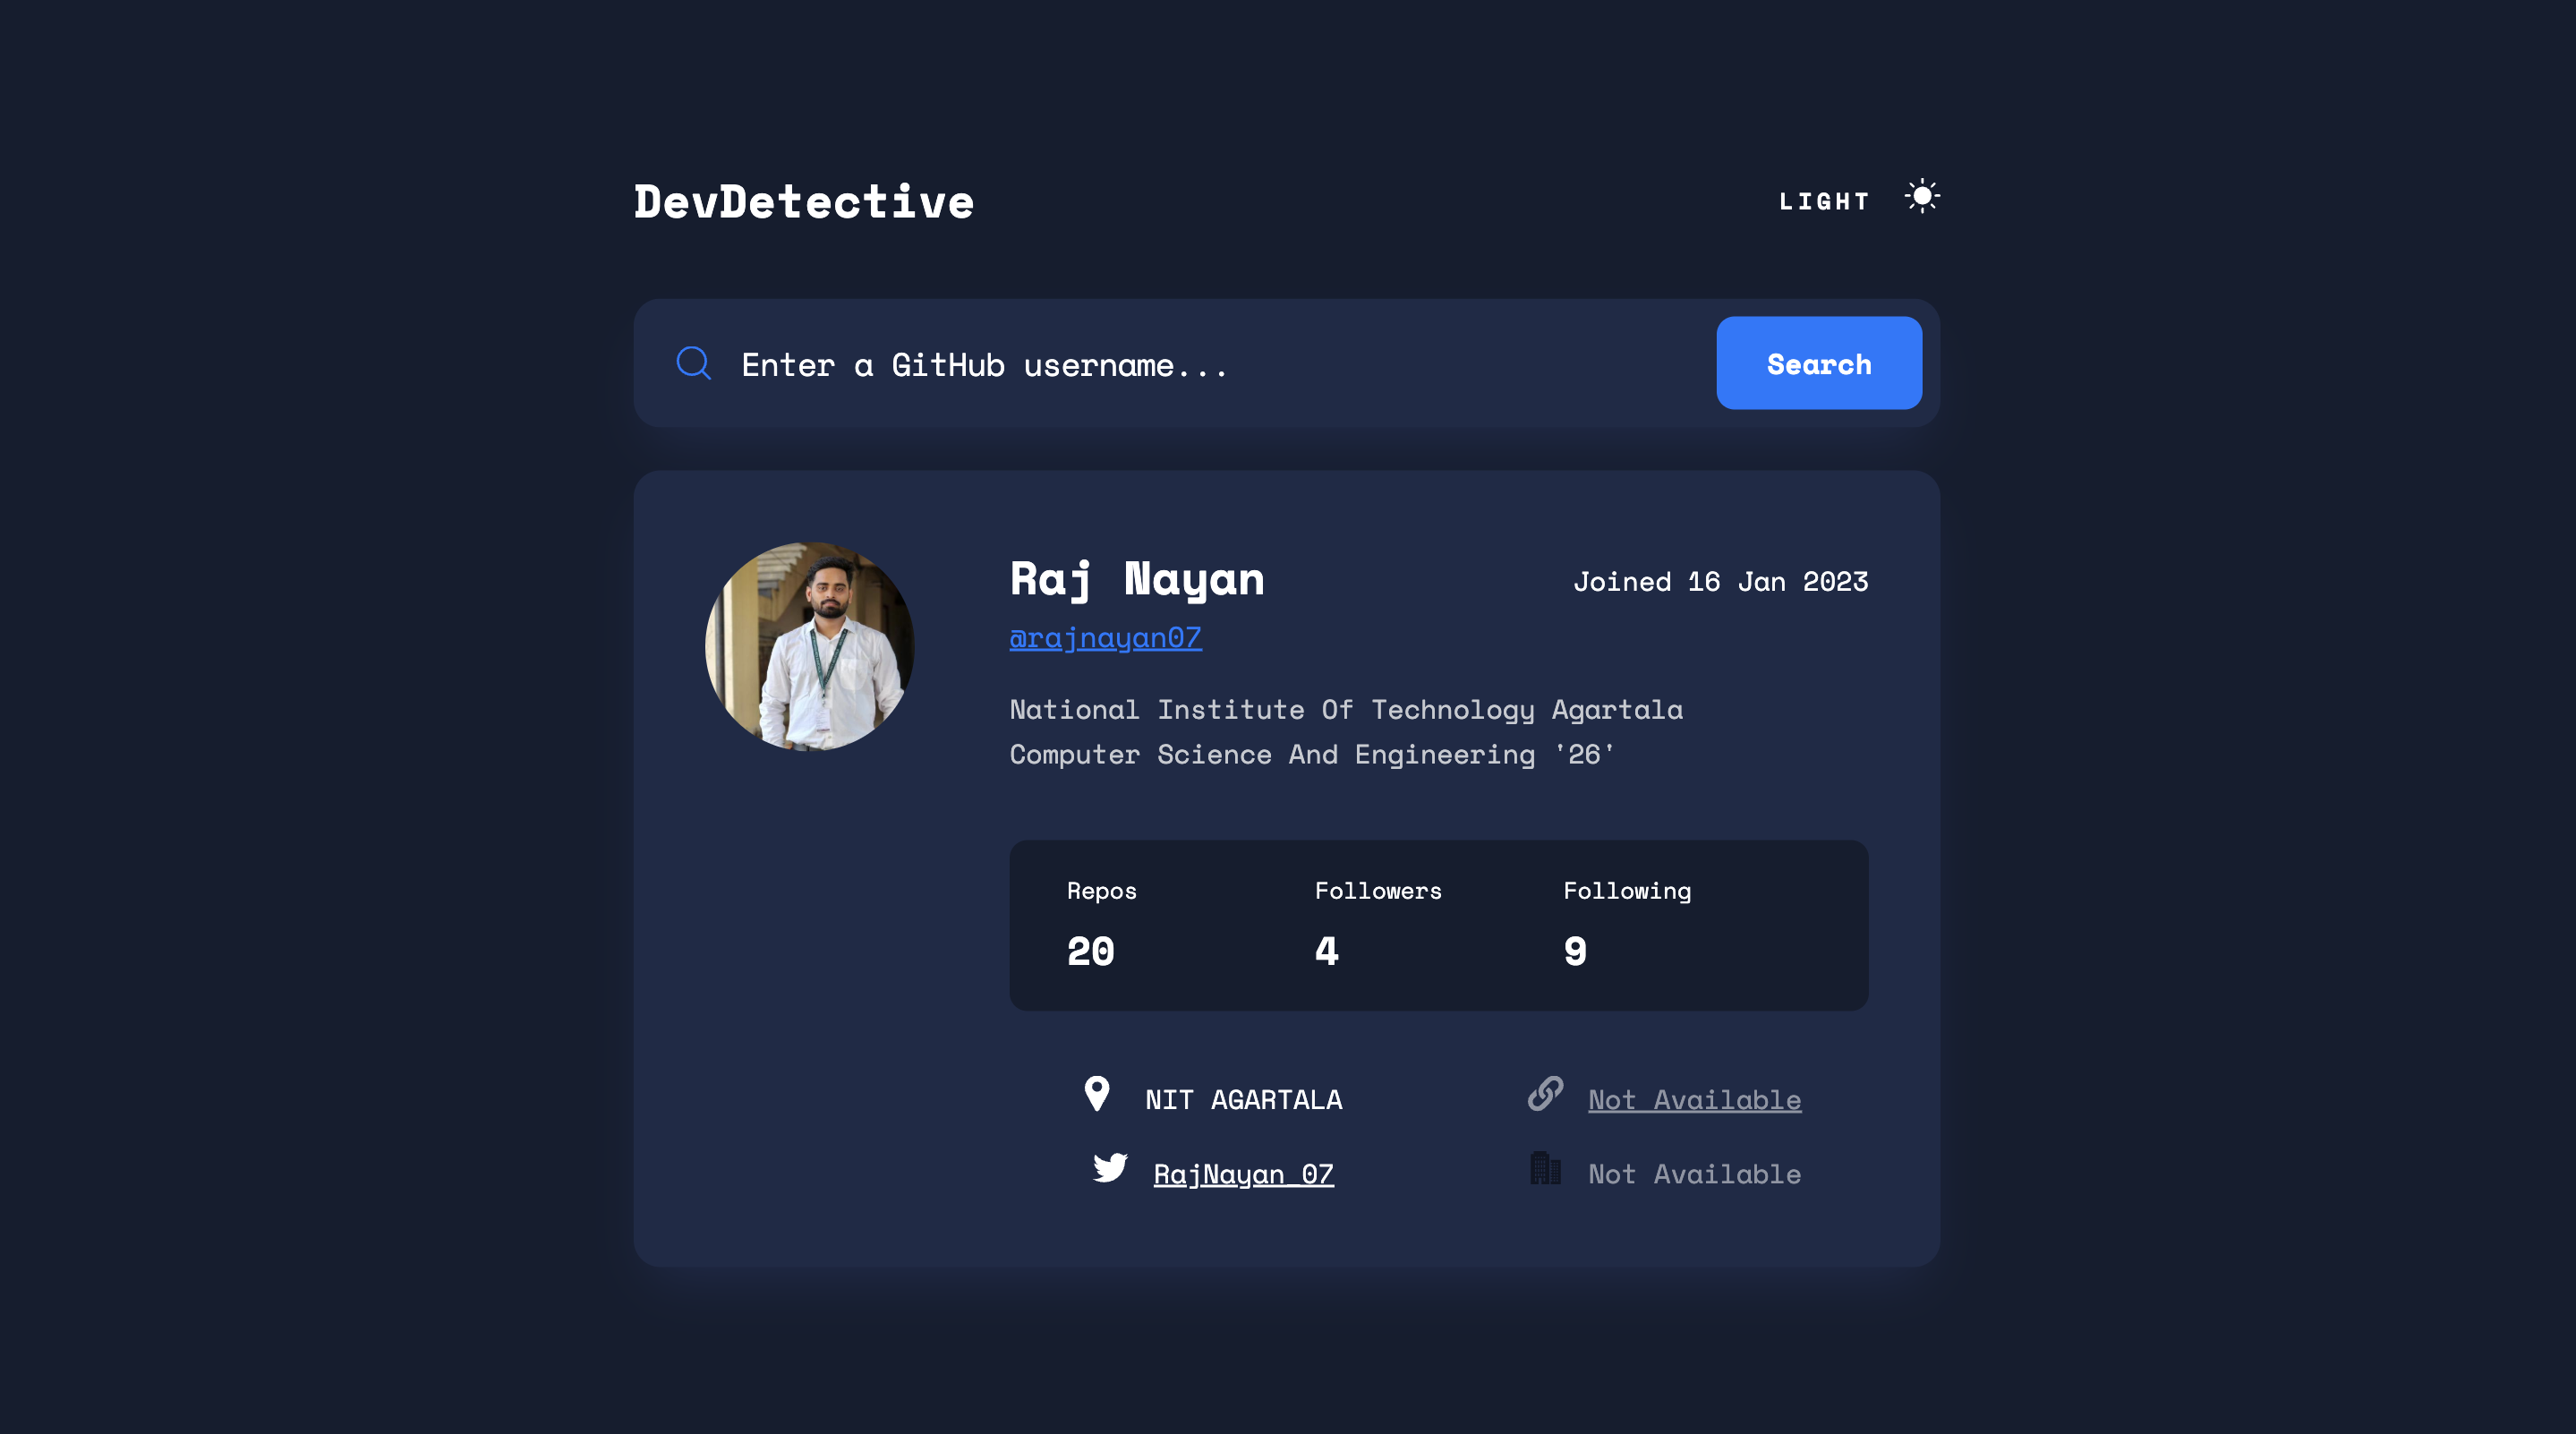 DevDetective
LIGHT
Enter a GitHub username...
Search
Raj Nayan
Joined 16 Jan 2023
@rajnayan07
National Institute Of Technology Agartala
Computer Science And Engineering '26'
Repos Followers Following
20 4 9
NIT AGARTALA
Not Available
RajNayan_07
Not Available